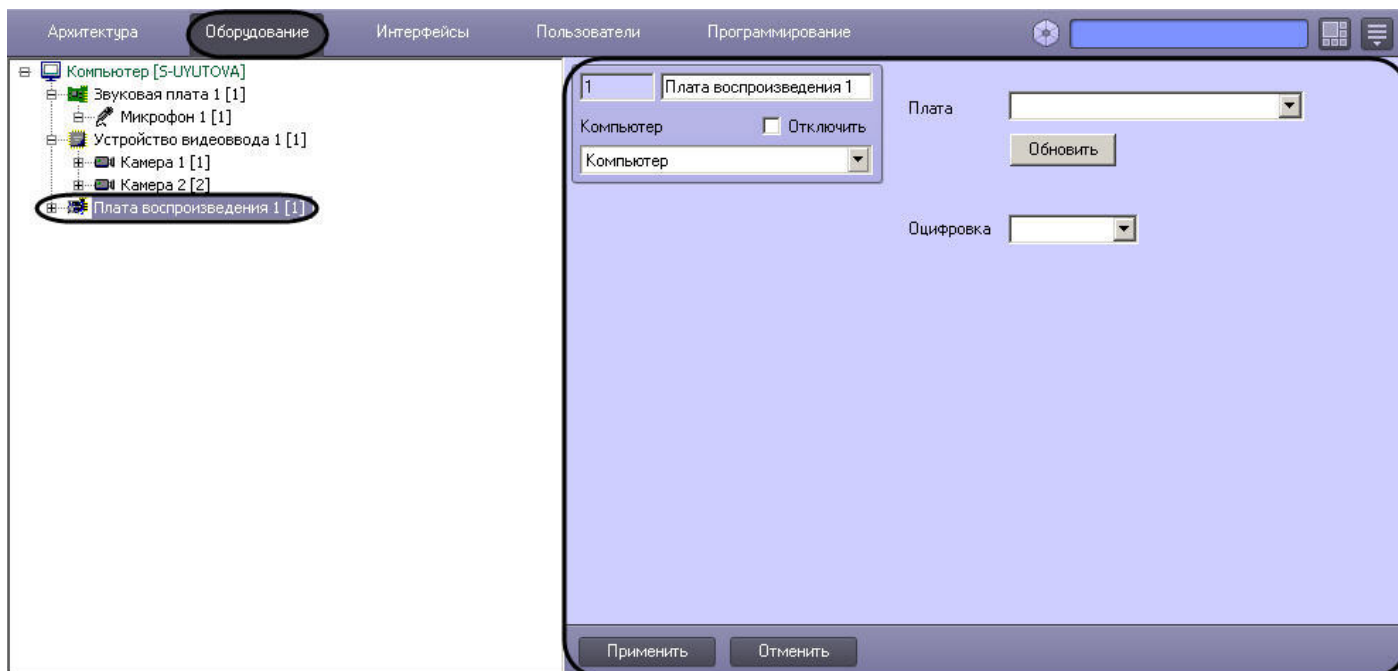 Архитектура Оборудование Интерфейсы Пользователи Программирование
Компьютер [S-UYUTOVA]
Звуковая плата 1 [1]
Микрофон 1 [1]
Устройство видеоввода 1 [1]
Камера 1 [1]
Камера 2 [2]
Плата воспроизведения 1 [1]
1 Плата воспроизведения 1
Компьютер Отключить
Компьютер
Плата
Обновить
Оцифровка
Применить Отменить